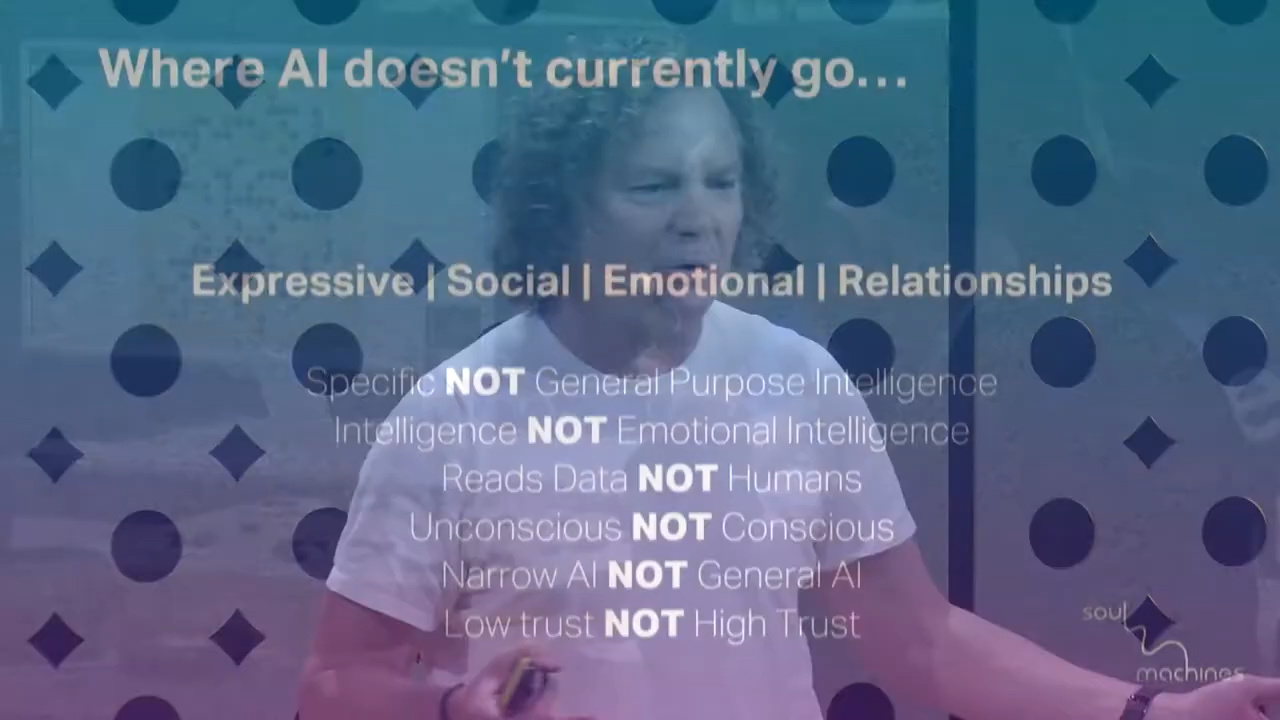 Where AI doesn't currently go...
Expressive | Social | Emotional | Relationships
Specific NOT General Purpose Intelligence
Intelligence NOT Emotional Intelligence
Reads Data NOT Humans
Unconscious NOT Conscious
Narrow AI NOT General AI
Low trust NOT High Trust
soul
machines